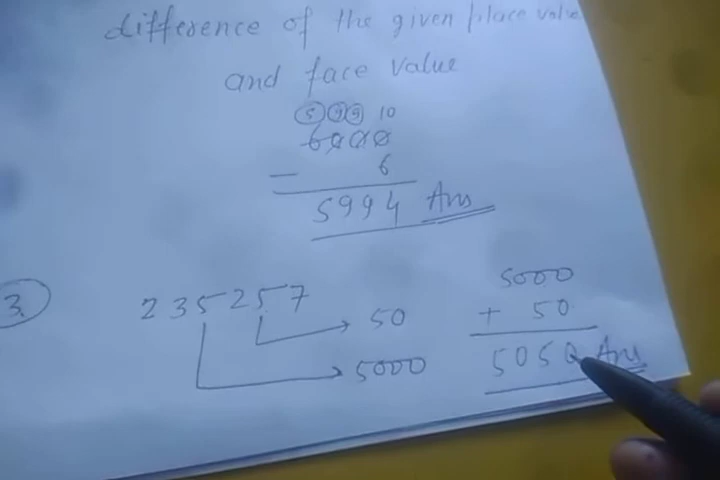 difference of the given place value
and face value
5 9 9 10
6000
- 6
5994 Ans
3. 235257
50
5000
5000
+ 50
5050 Ans